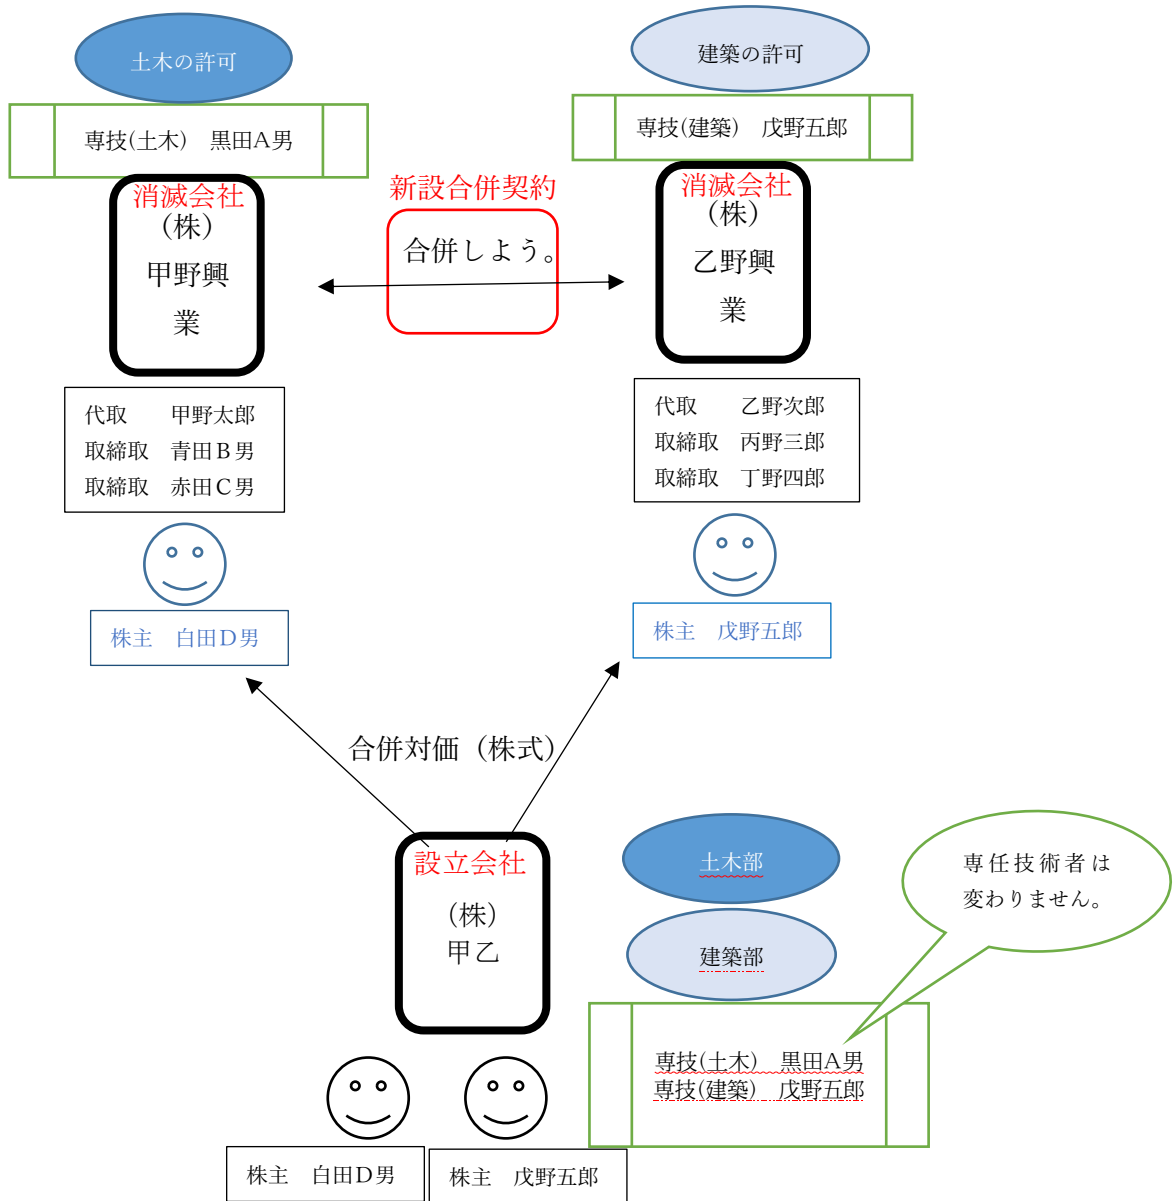 土木の許可
建築の許可
専技(土木)　黒田A男
専技(建築)　戊野五郎
消滅会社
（株）
甲野興
業
新設合併契約
合併しよう。
消滅会社
（株）
乙野興
業
代取　　甲野太郎
取締取　青田Ｂ男
取締取　赤田Ｃ男
代取　　乙野次郎
取締取　丙野三郎
取締取　丁野四郎
株主　白田Ｄ男
株主　戊野五郎
合併対価（株式）
設立会社
（株）
甲乙
土木部
建築部
専任技術者は
変わりません。
専技(土木)　黒田A男
専技(建築)　戊野五郎
株主　白田Ｄ男
株主　戊野五郎